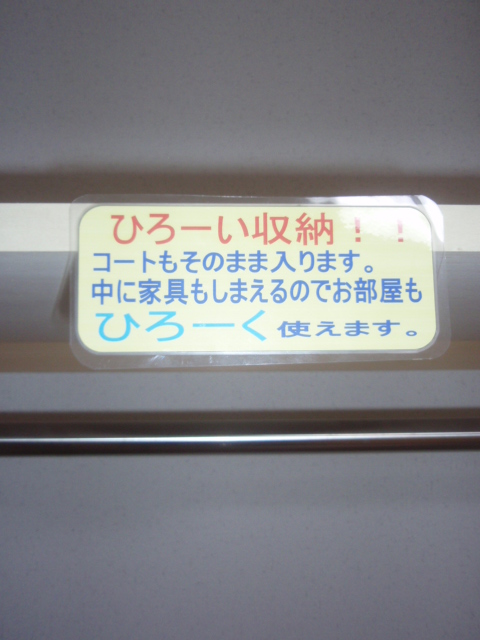 ひろーい収納！！
コートもそのまま入ります。
中に家具もしまえるのでお部屋も
ひろーく使えます。